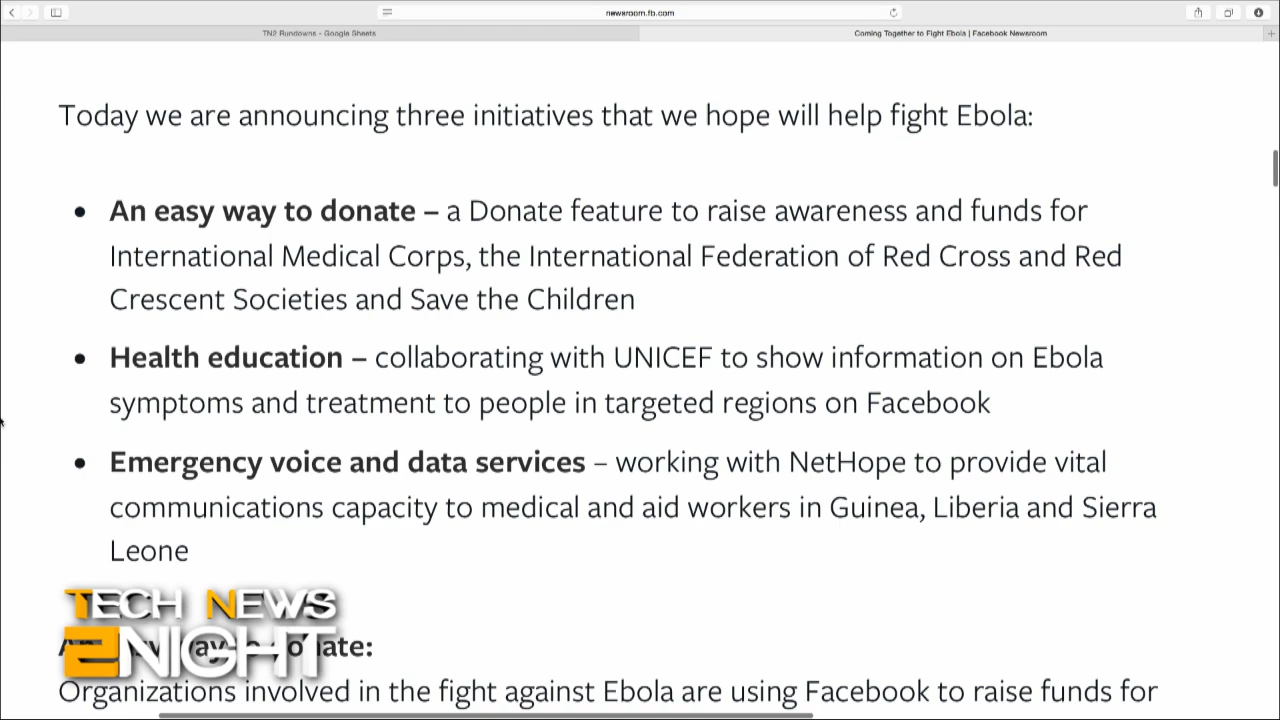 newsroom.fb.com
TN2 Rundowns - Google Sheets
Coming Together to Fight Ebola | Facebook Newsroom
Today we are announcing three initiatives that we hope will help fight Ebola:
• An easy way to donate – a Donate feature to raise awareness and funds for
International Medical Corps, the International Federation of Red Cross and Red
Crescent Societies and Save the Children
• Health education – collaborating with UNICEF to show information on Ebola
symptoms and treatment to people in targeted regions on Facebook
• Emergency voice and data services – working with NetHope to provide vital
communications capacity to medical and aid workers in Guinea, Liberia and Sierra
Leone
TECH NEWS
2NIGHT
Organizations involved in the fight against Ebola are using Facebook to raise funds for